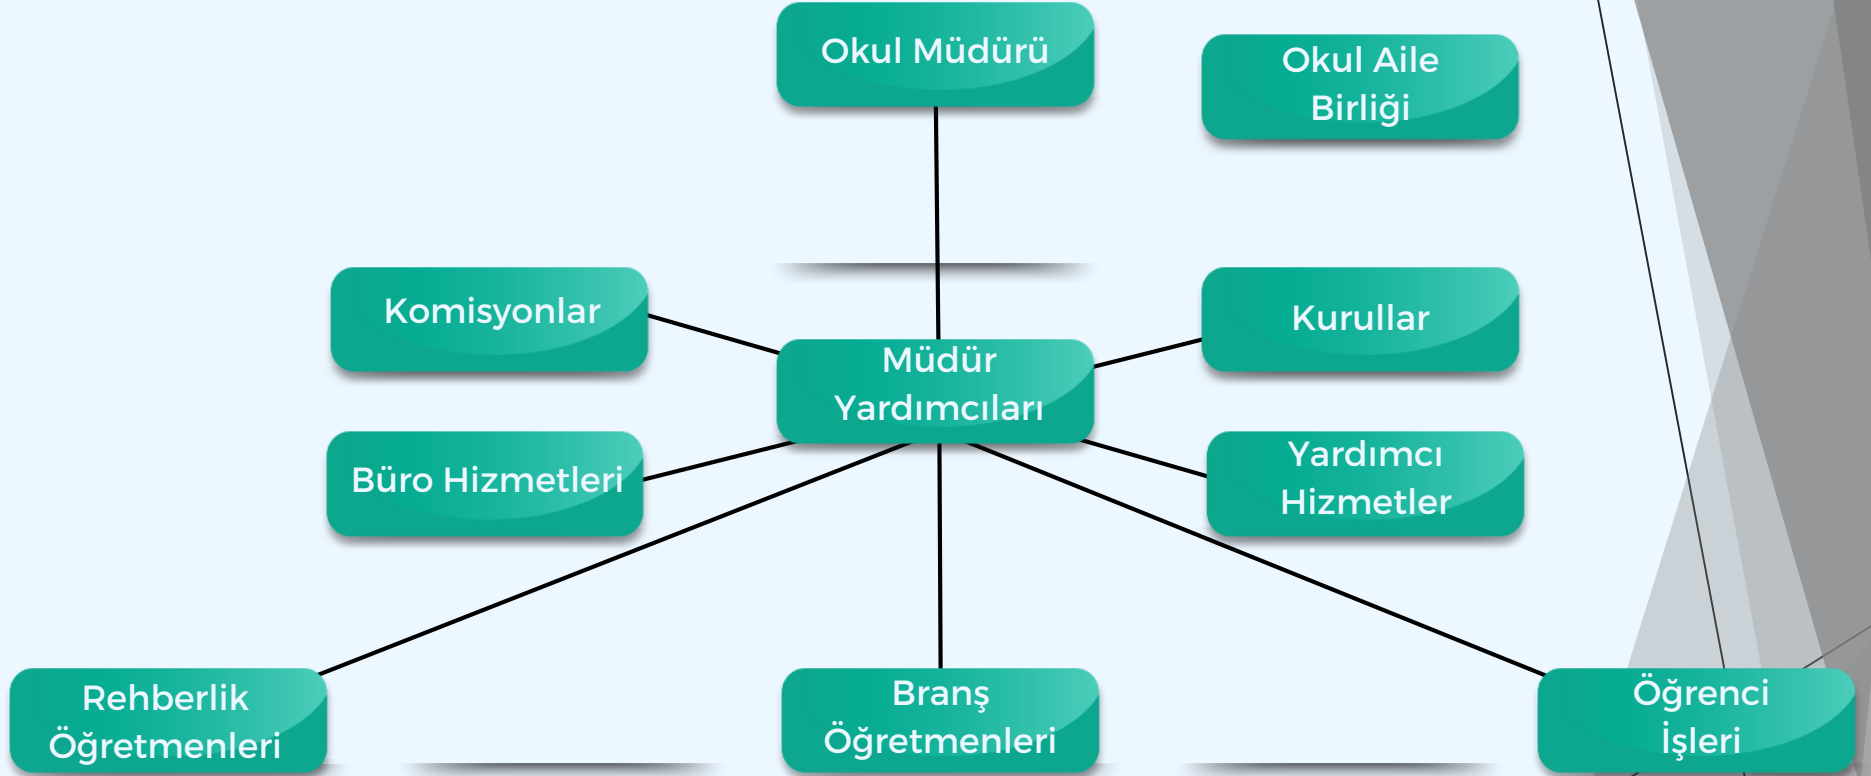 Okul Müdürü
Okul Aile
Birliği
Komisyonlar
Kurullar
Müdür
Yardımcıları
Büro Hizmetleri
Yardımcı
Hizmetler
Rehberlik
Öğretmenleri
Branş
Öğretmenleri
Öğrenci
İşleri